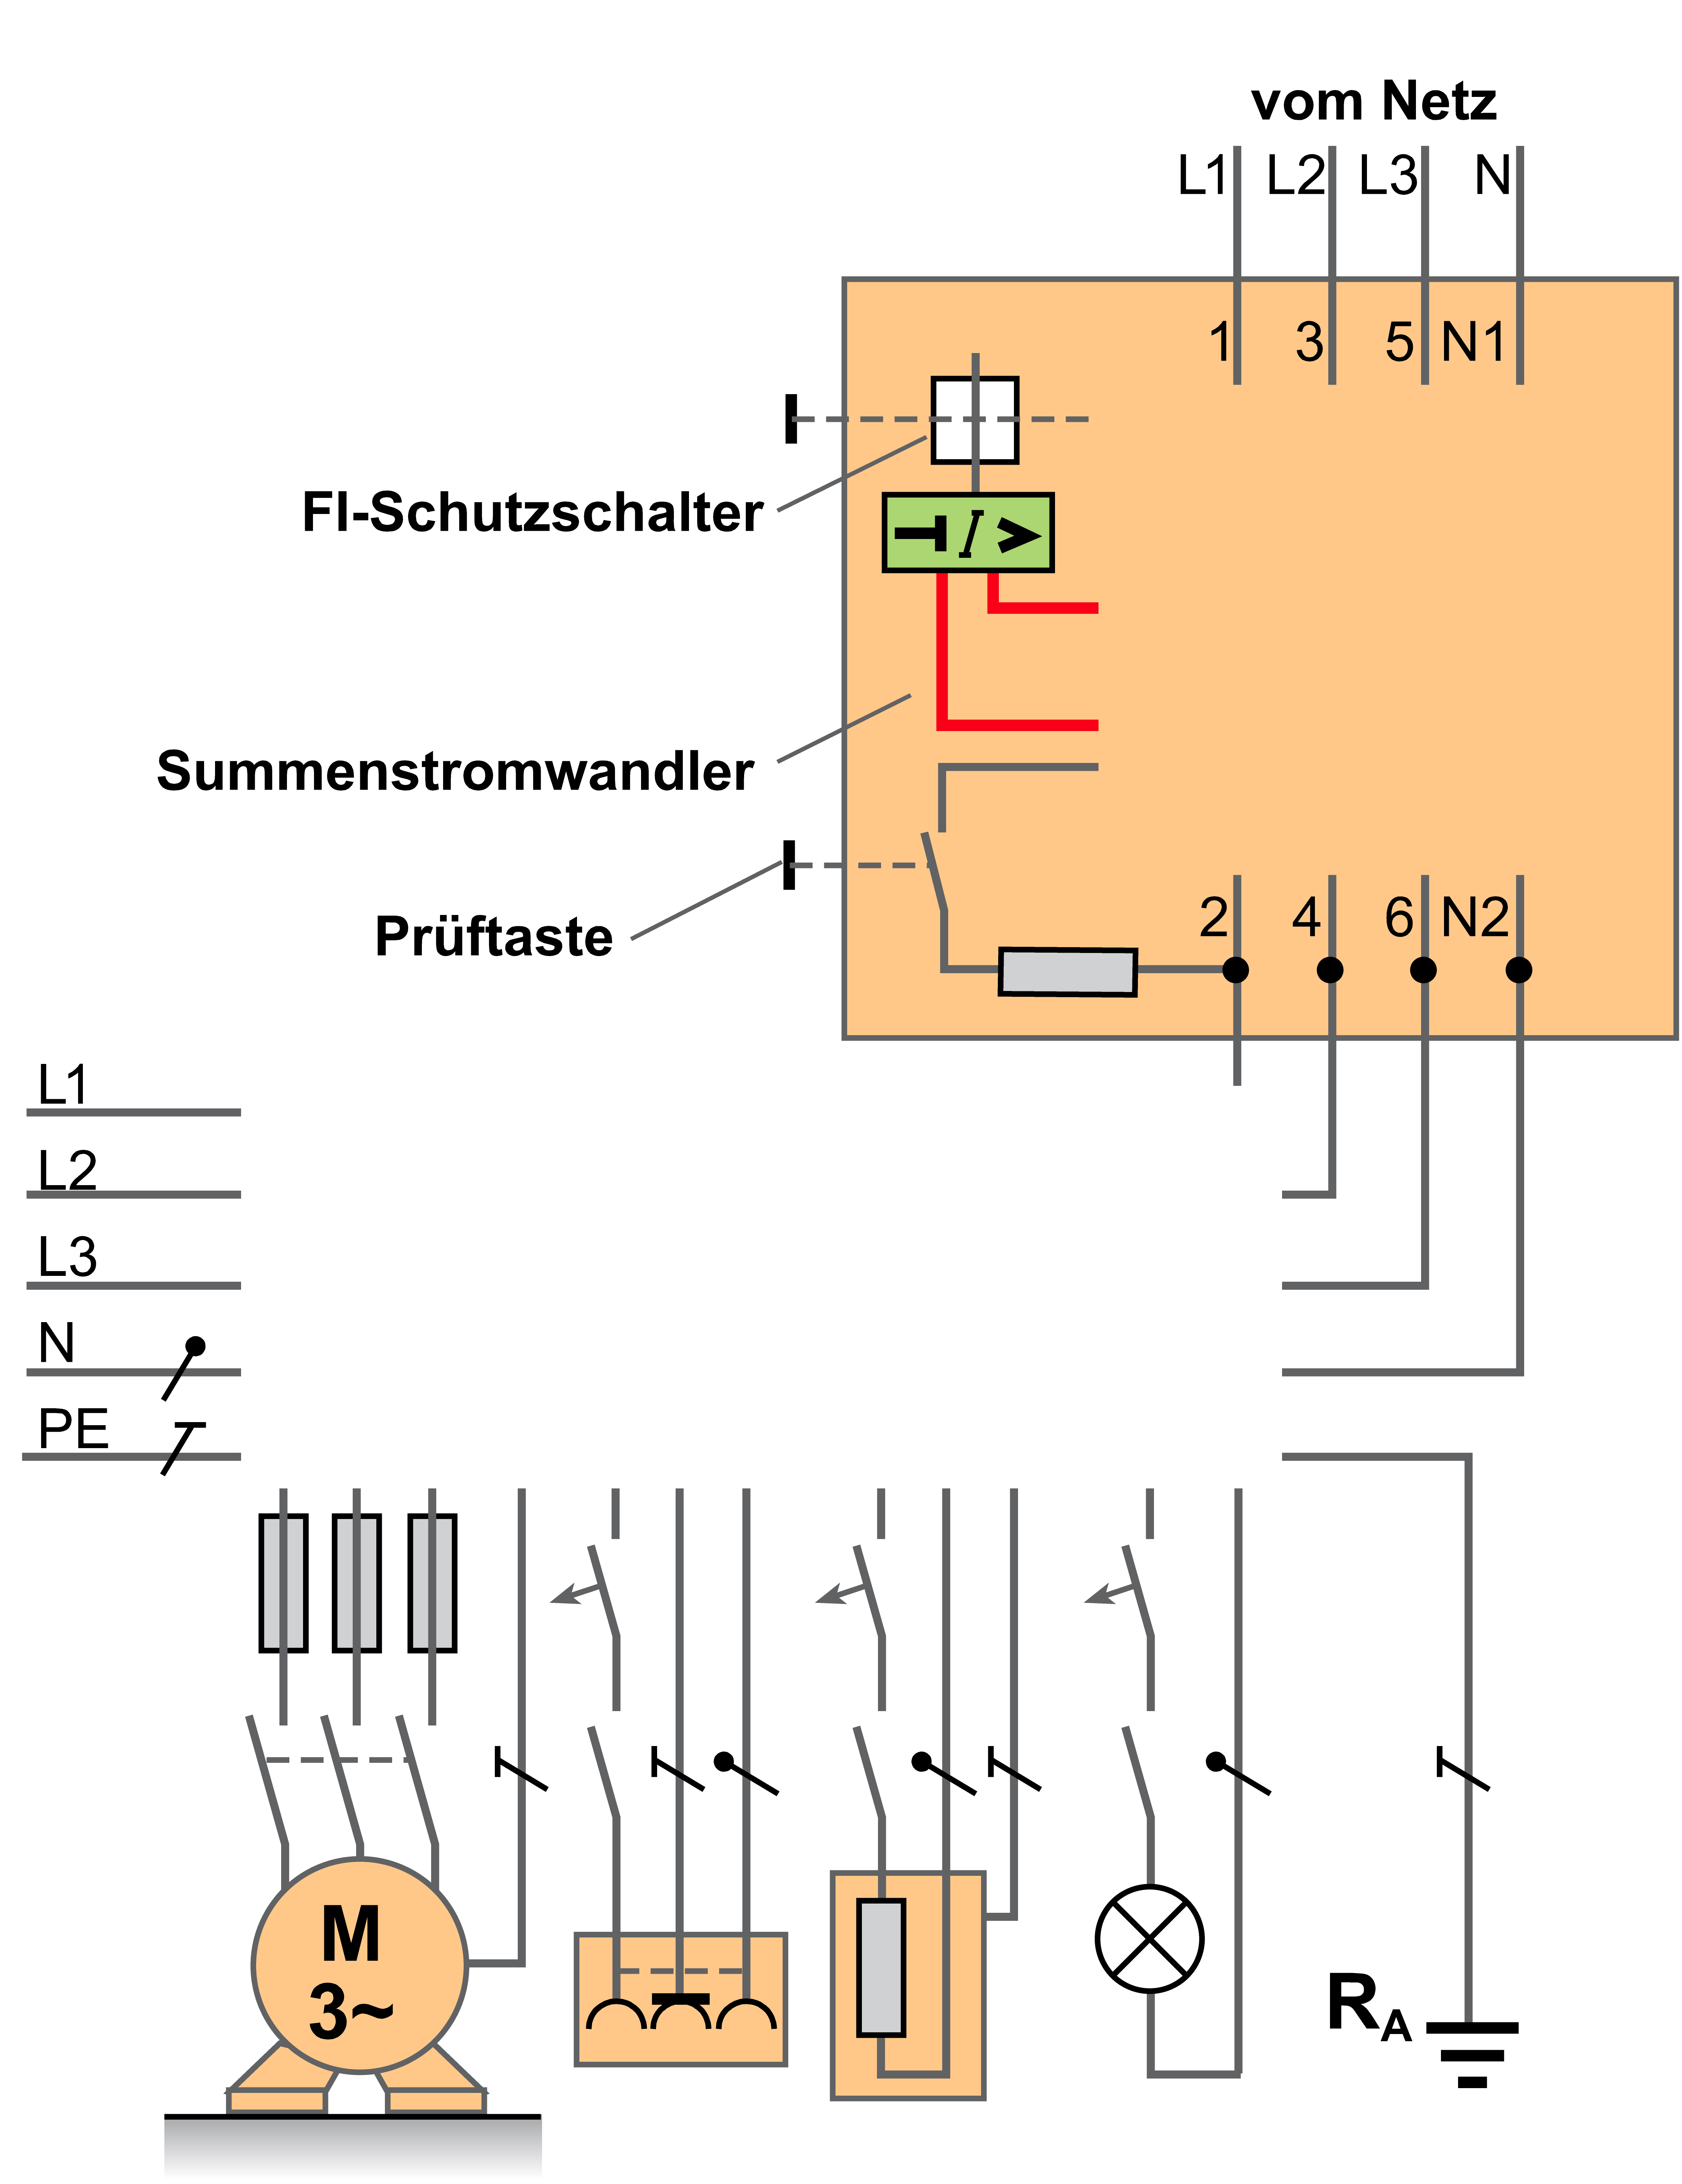 vom Netz
L1 L2 L3 N
1 3 5 N1
FI-Schutzschalter
I >
Summenstromwandler
Prüftaste
2 4 6 N2
L1
L2
L3
N
PE
M
3~
RA